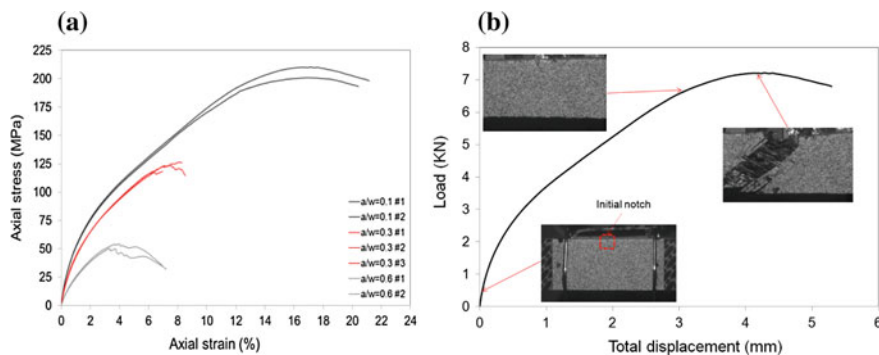 (a)
Axial stress (MPa)
225
200
175
150
125
100
75
50
25
0
0 2 4 6 8 10 12 14 16 18 20 22 24
Axial strain (%)
a/w=0.1 #1
a/w=0.1 #2
a/w=0.3 #1
a/w=0.3 #2
a/w=0.3 #3
a/w=0.6 #1
a/w=0.6 #2
(b)
Load (KN)
8
7
6
5
4
3
2
1
0
0 1 2 3 4 5 6
Total displacement (mm)
Initial notch